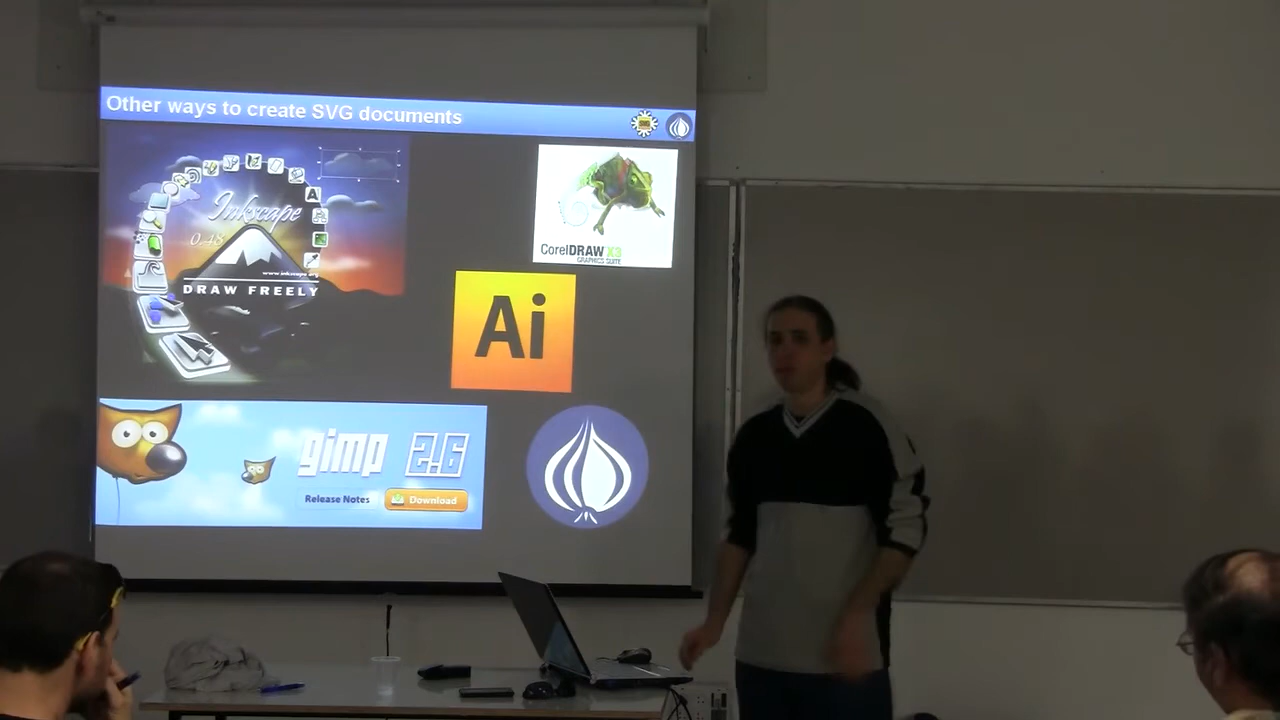 Other ways to create SVG documents
Inkscape
0.48
www.inkscape.org
DRAW FREELY
A
CorelDRAW X3
GRAPHICS SUITE
Ai
gimp 2.6
Release Notes
Download